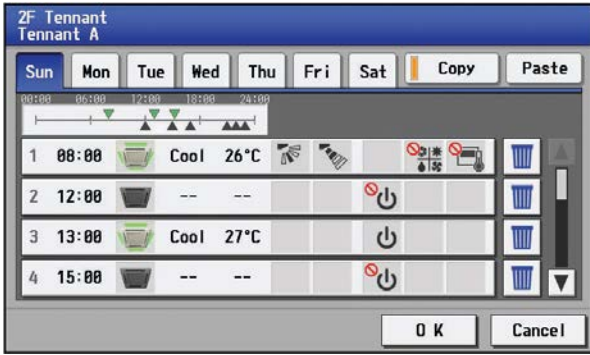 2F Tennant
Tennant A
Sun Mon Tue Wed Thu Fri Sat Copy Paste
00:00 06:00 12:00 18:00 24:00
1 08:00 Cool 26°C
2 12:00 -- --
3 13:00 Cool 27°C
4 15:00 -- --
OK Cancel